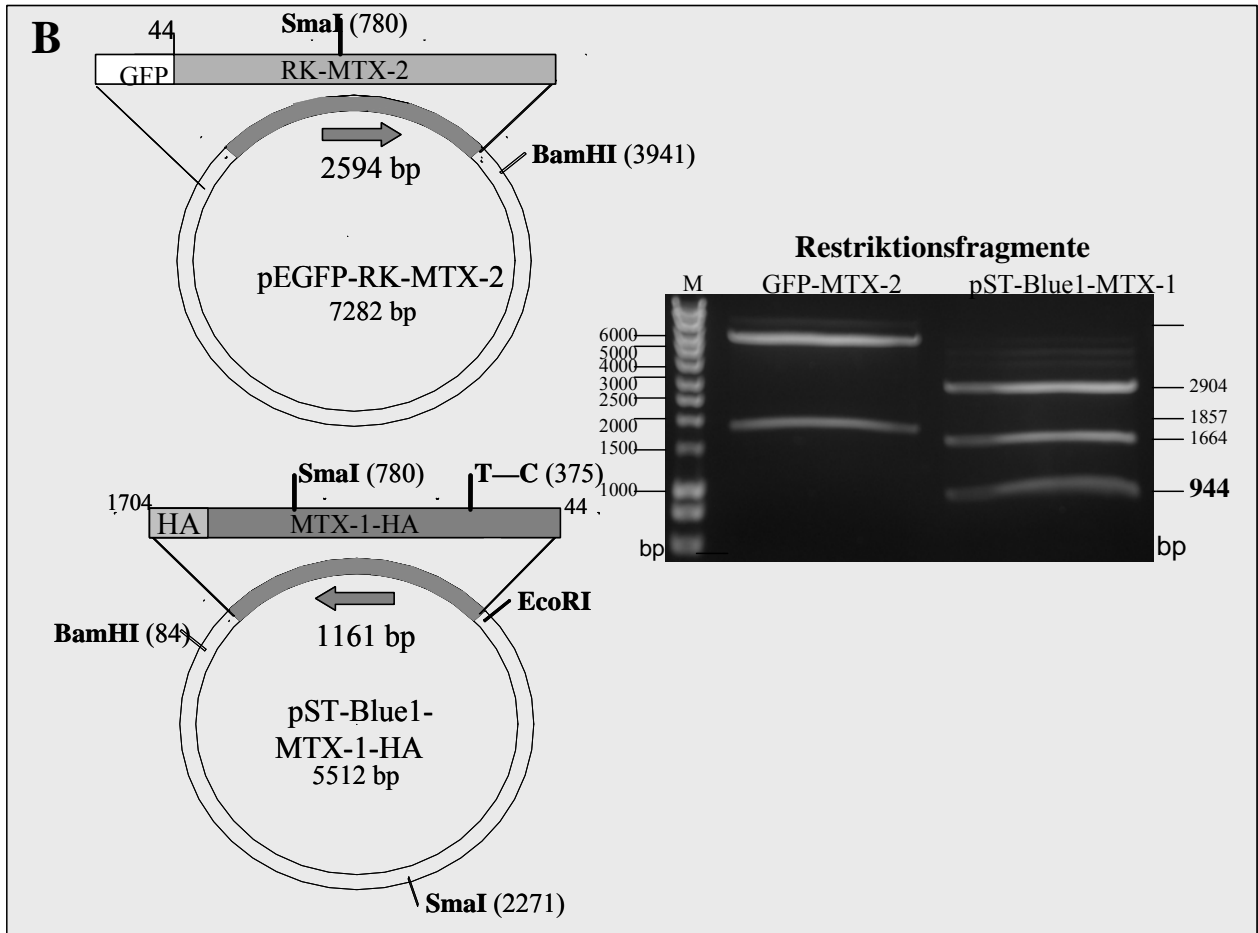 B
44
SmaI (780)
GFP
RK-MTX-2
2594 bp
BamHI (3941)
pEGFP-RK-MTX-2
7282 bp
1704
SmaI (780)
T—C (375)
44
HA
MTX-1-HA
EcoRI
BamHI (84)
1161 bp
pST-Blue1-
MTX-1-HA
5512 bp
SmaI (2271)
Restriktionsfragmente
M
GFP-MTX-2
pST-Blue1-MTX-1
6000
5000
4000
3000
2500
2000
1500
1000
bp
2904
1857
1664
944
bp